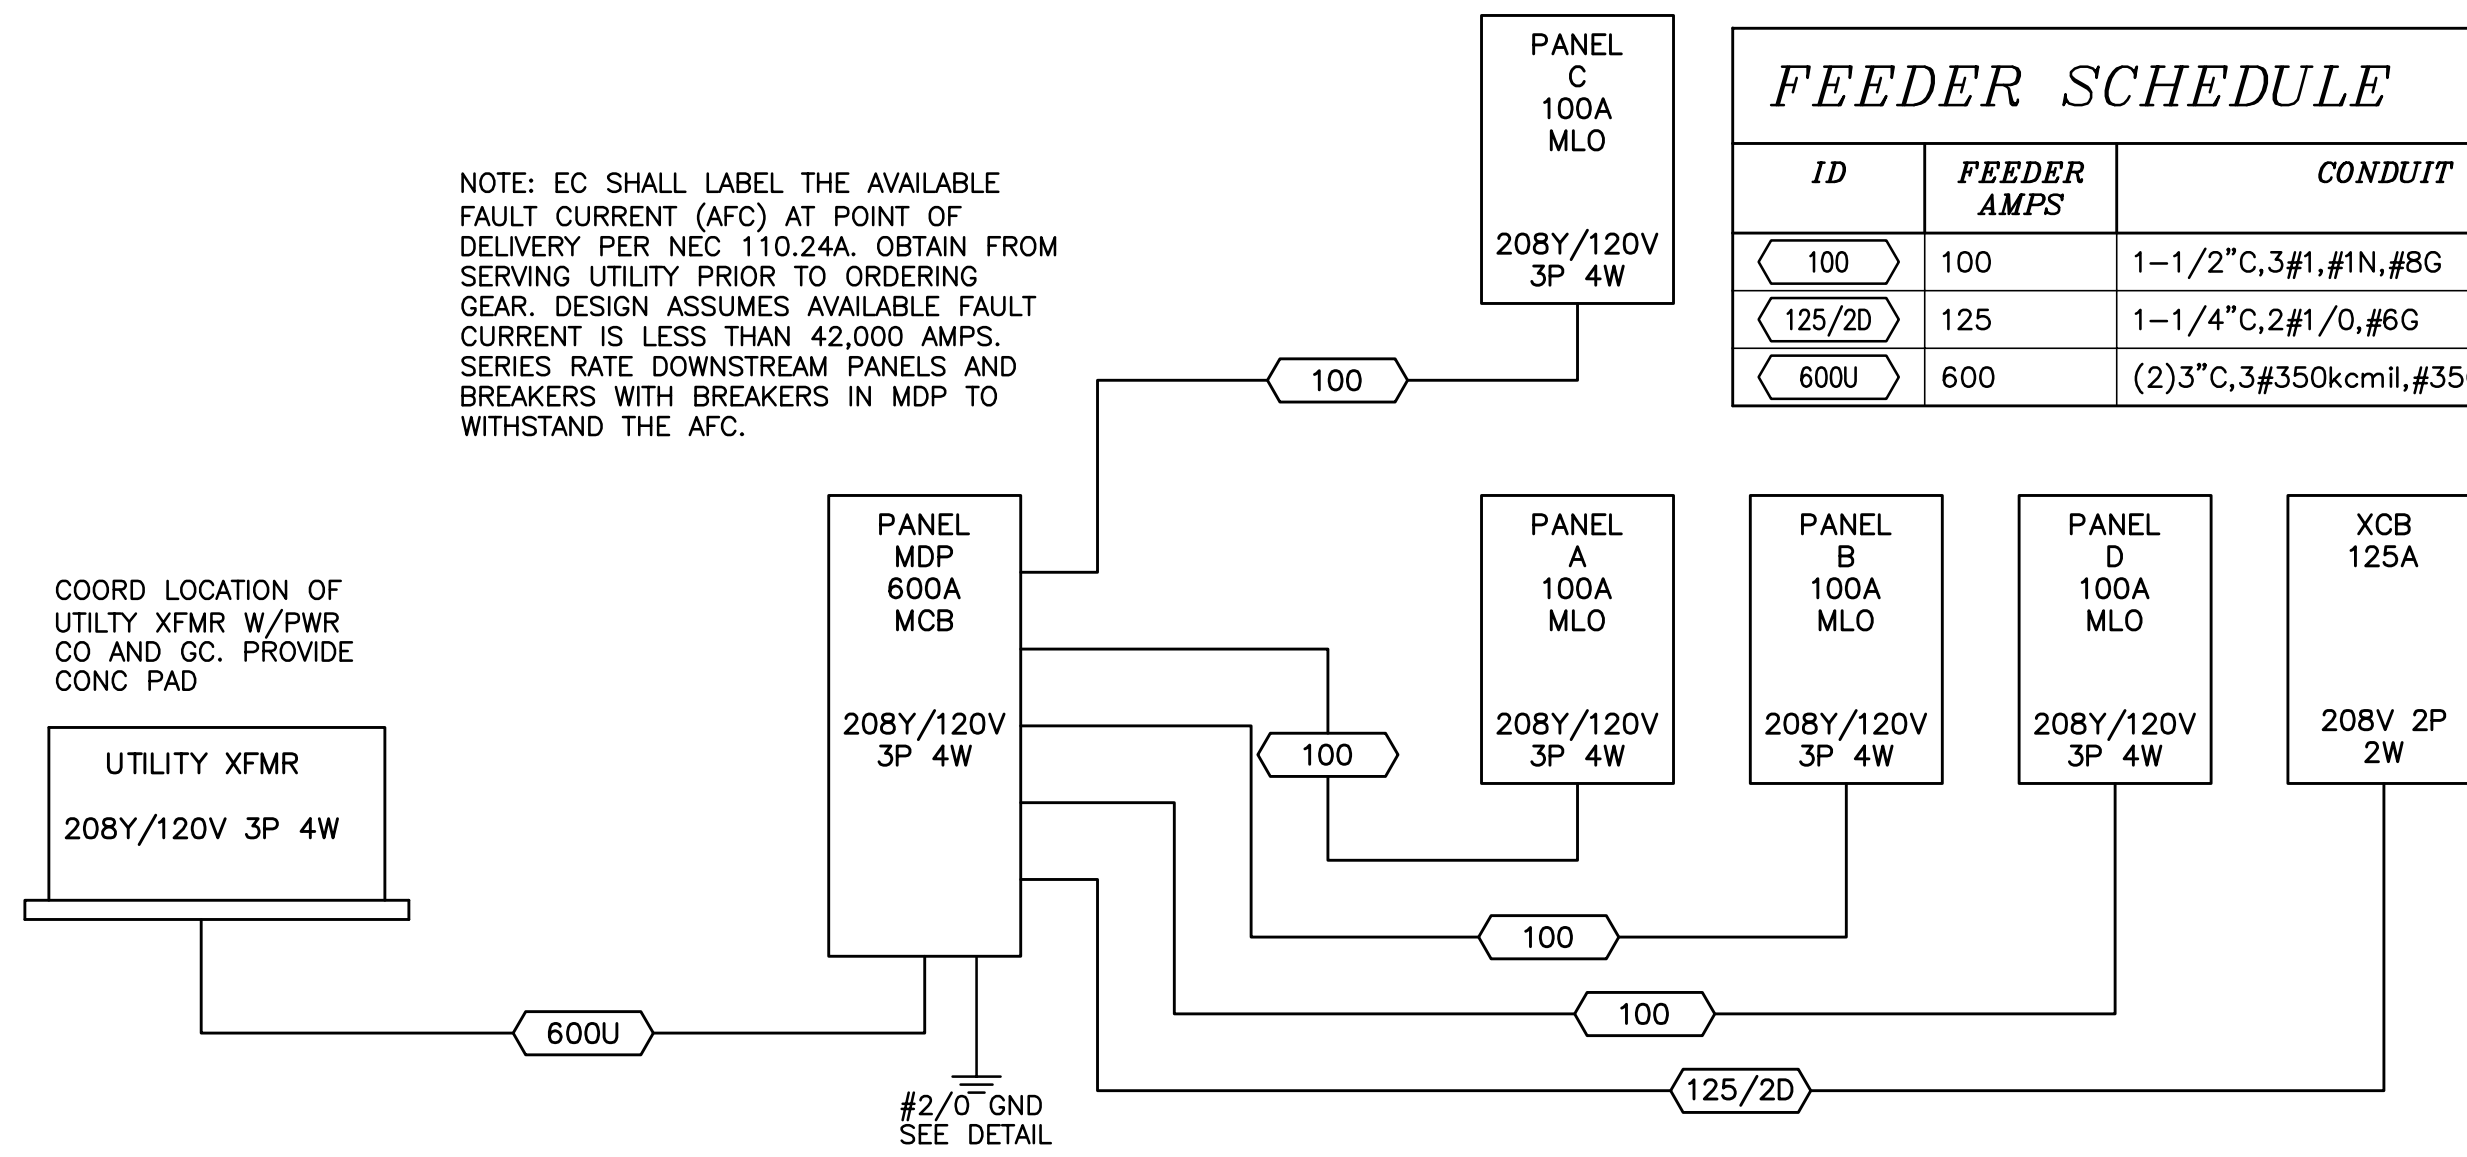 PANEL
C
100A
MLO
208Y/120V
3P 4W
FEEDER SCHEDULE
ID
FEEDER
AMPS
CONDUIT
100
100
1-1/2"C,3#1,#1N,#8G
125/2D
125
1-1/4"C,2#1/0,#6G
600U
600
(2)3"C,3#350kcmil,#35
NOTE: EC SHALL LABEL THE AVAILABLE
FAULT CURRENT (AFC) AT POINT OF
DELIVERY PER NEC 110.24A. OBTAIN FROM
SERVING UTILITY PRIOR TO ORDERING
GEAR. DESIGN ASSUMES AVAILABLE FAULT
CURRENT IS LESS THAN 42,000 AMPS.
SERIES RATE DOWNSTREAM PANELS AND
BREAKERS WITH BREAKERS IN MDP TO
WITHSTAND THE AFC.
100
COORD LOCATION OF
UTILTY XFMR W/PWR
CO AND GC. PROVIDE
CONC PAD
UTILITY XFMR
208Y/120V 3P 4W
PANEL
MDP
600A
MCB
208Y/120V
3P 4W
PANEL
A
100A
MLO
208Y/120V
3P 4W
PANEL
B
100A
MLO
208Y/120V
3P 4W
PANEL
D
100A
MLO
208Y/120V
3P 4W
XCB
125A
208V 2P
2W
100
100
100
600U
125/2D
#2/0 GND
SEE DETAIL